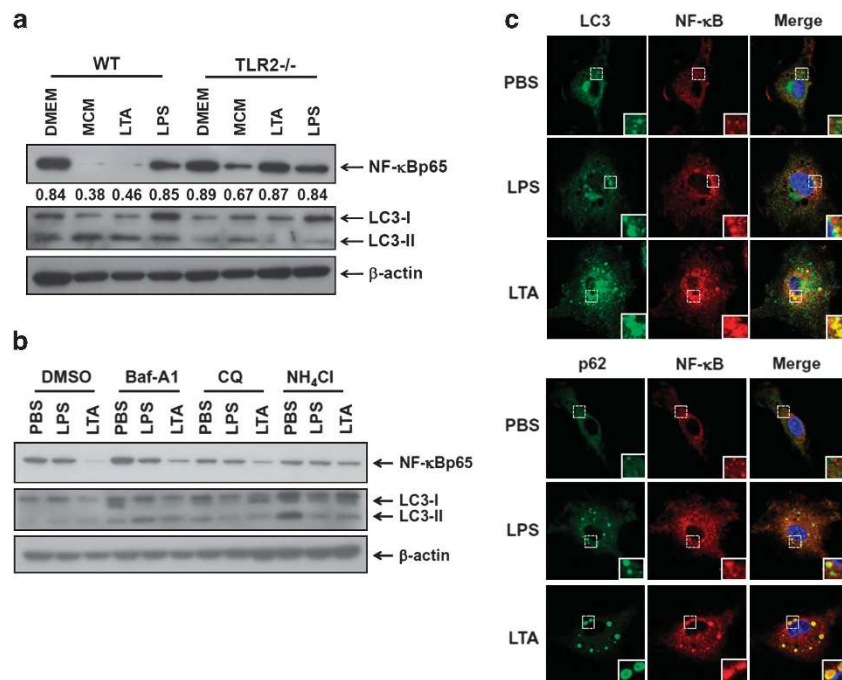 a
WT TLR2-/-
DMEM MCM LTA LPS DMEM MCM LTA LPS
NF-κBp65
0.84 0.38 0.46 0.85 0.89 0.67 0.87 0.84
LC3-I
LC3-II
β-actin
b
DMSO Baf-A1 CQ NH₄Cl
PBS LPS LTA PBS LPS LTA PBS LPS LTA PBS LPS LTA
NF-κBp65
LC3-I
LC3-II
β-actin
c
LC3 NF-κB Merge
PBS
LPS
LTA
p62 NF-κB Merge
PBS
LPS
LTA